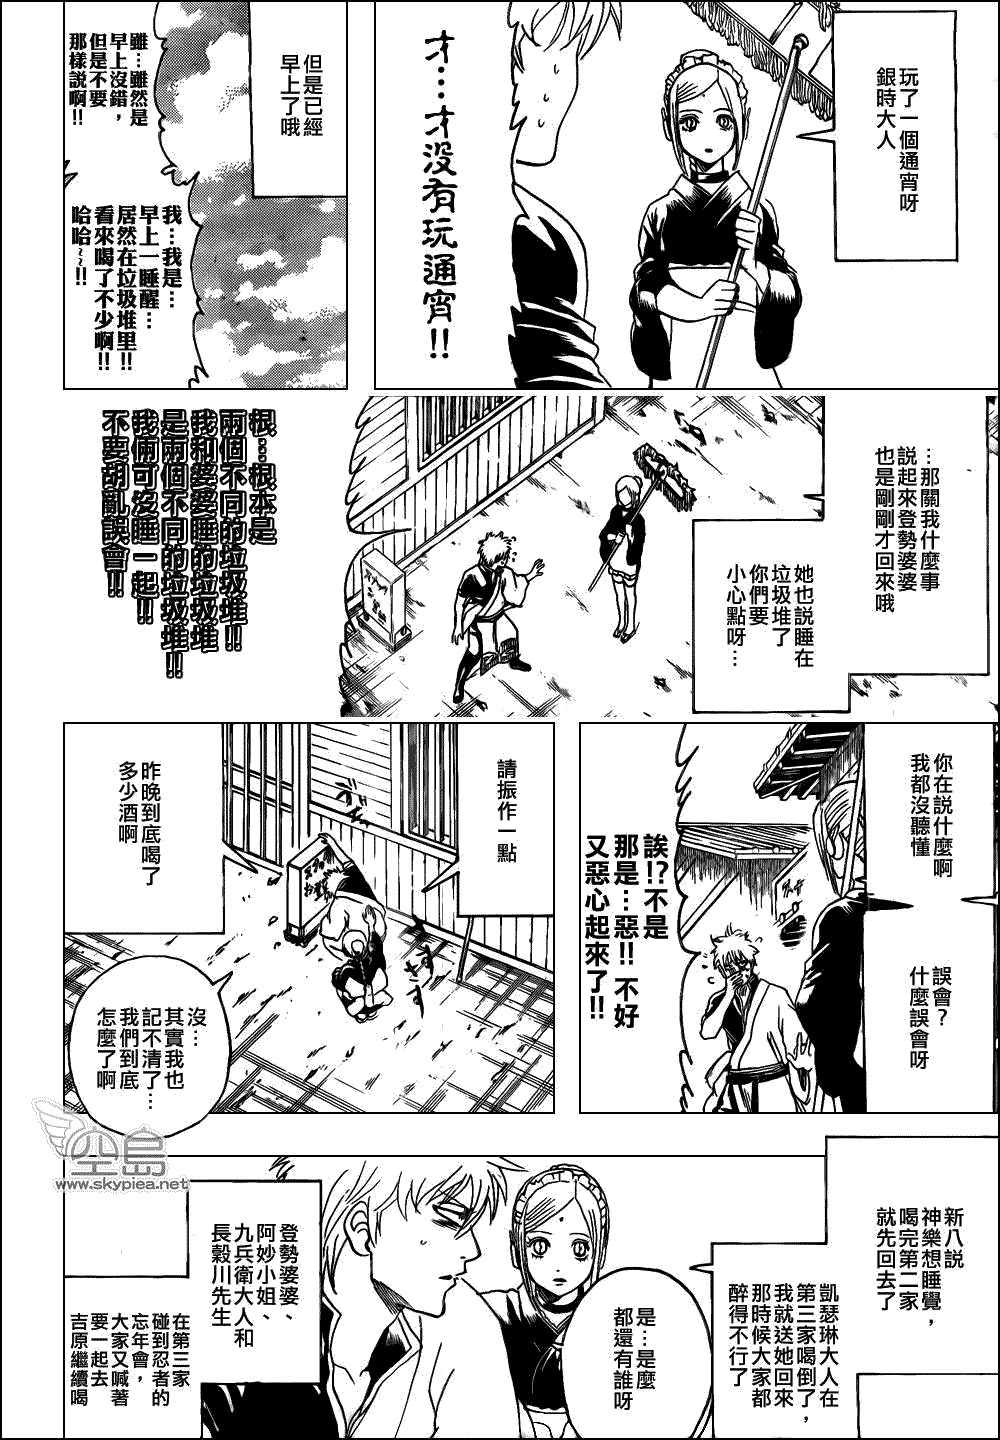 玩了一個通宵呀
銀時大人
才…才没有玩通宵!!
但是已經
早上了哦
雖…雖然是
早上沒錯，
但是不要
那樣説啊!!
我…我是…
早上一睡醒…
居然在垃圾堆里!!
看來喝了不少啊!!
哈哈~!!
…那關我什麼事
説起來登勢婆婆
也是剛剛才回來哦
她也説睡在
垃圾堆了
你們要
小心點呀…
根…根本是
兩個不同的垃圾堆!!
我和婆婆睡的垃圾堆
是兩個不同的垃圾堆!!
我倆可沒睡一起!!
不要胡亂誤會!!
你在説什麼啊
我都沒聽懂
誤會?
什麼誤會呀
誒!?不是
那是…惡!!不好
又惡心起來了!!
請振作一點
昨晚到底喝了
多少酒啊
沒…
其實我也
記不清了…
我們到底
怎麼了啊
新八説
神樂想睡覺，
喝完第二家
就先回去了
凱瑟琳大人在
第三家喝倒了，
我就送她回來
那時候大家都
醉得不行了
是…是麼
都還有誰呀
登勢婆婆、
阿妙小姐、
九兵衛大人和
長穀川先生
在第三家
碰到忍者的
忘年會，
大家又喊著
要一起去
吉原繼續喝
空島
www.skypiea.net